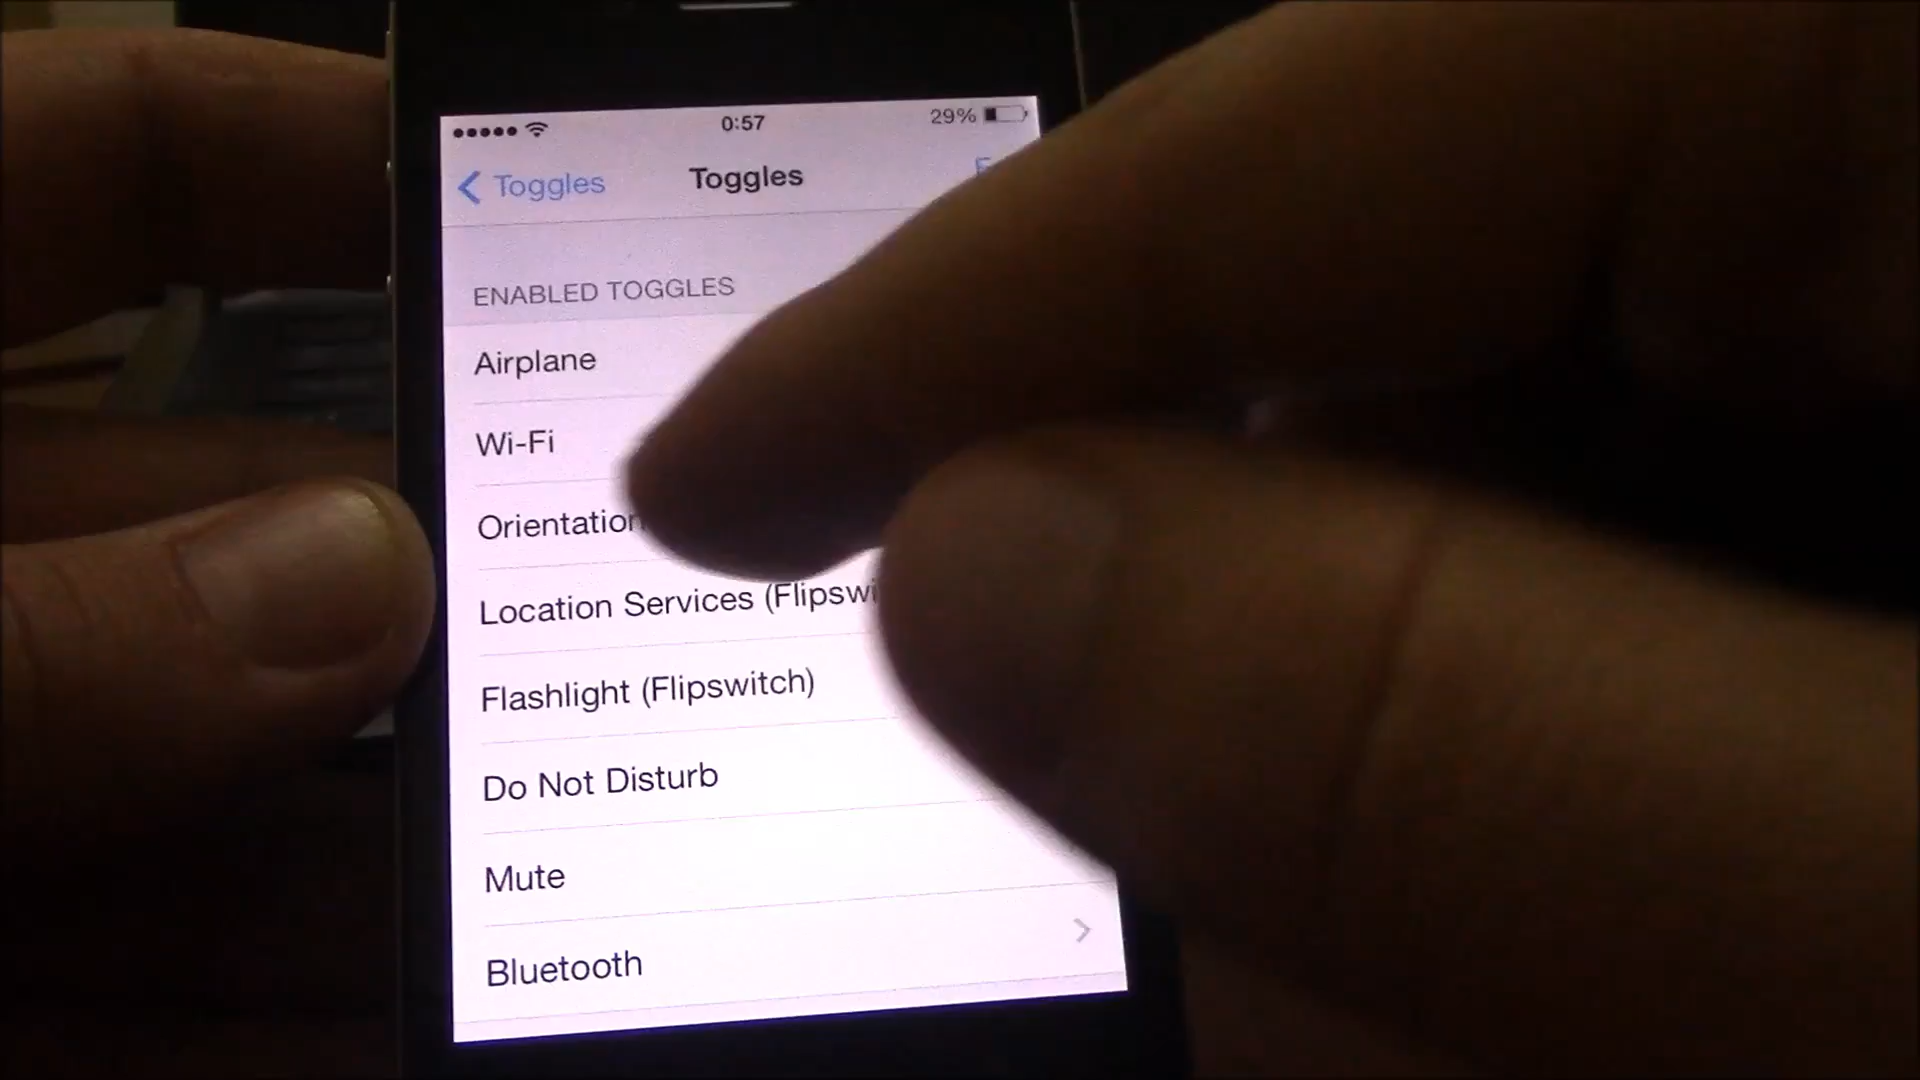 0:57 29%
Toggles Toggles
ENABLED TOGGLES
Airplane
Wi-Fi
Orientation
Location Services
Flashlight (Flipswitch)
Do Not Disturb
Mute
Bluetooth